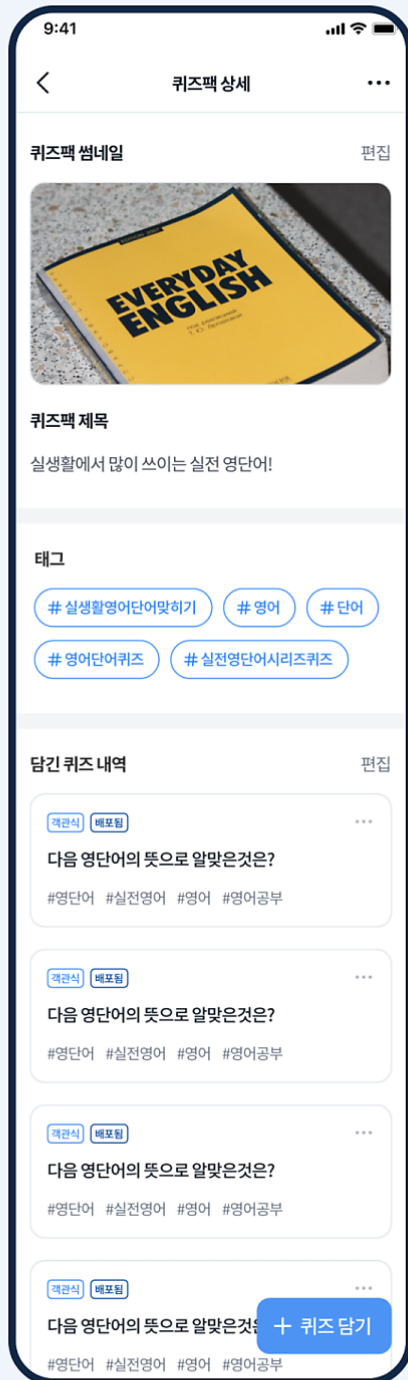 9:41
퀴즈팩 상세
퀴즈팩 썸네일 편집
EVERYDAY
ENGLISH
퀴즈팩 제목
실생활에서 많이 쓰이는 실전 영단어!
태그
# 실생활영어단어맞히기 # 영어 # 단어
# 영어단어퀴즈 # 실전영단어시리즈퀴즈
담긴 퀴즈 내역 편집
객관식 배포됨
다음 영단어의 뜻으로 알맞은것은?
#영단어 #실전영어 #영어 #영어공부
객관식 배포됨
다음 영단어의 뜻으로 알맞은것은?
#영단어 #실전영어 #영어 #영어공부
객관식 배포됨
다음 영단어의 뜻으로 알맞은것은?
#영단어 #실전영어 #영어 #영어공부
객관식 배포됨
다음 영단어의 뜻으로 알맞은것
+ 퀴즈 담기
#영단어 #실전영어 #영어 #영어공부